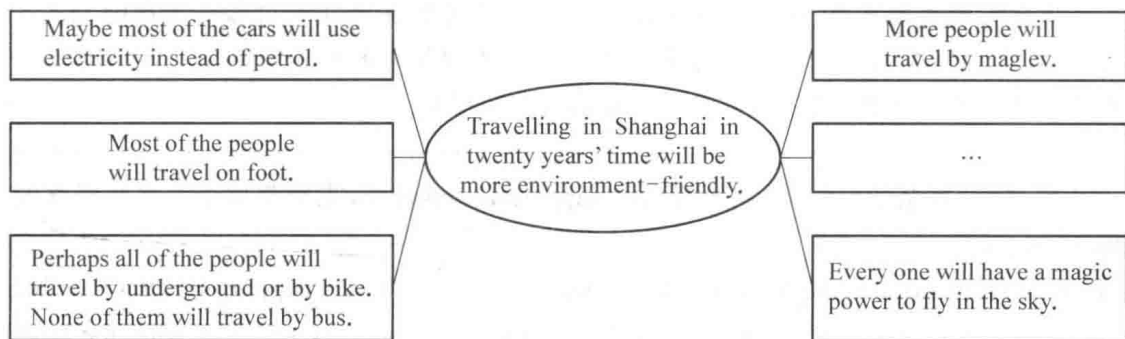 Maybe most of the cars will use
electricity instead of petrol.
Most of the people
will travel on foot.
Perhaps all of the people will
travel by underground or by bike.
None of them will travel by bus.
Travelling in Shanghai in
twenty years’ time will be
more environment-friendly.
More people will
travel by maglev.
...
Every one will have a magic
power to fly in the sky.